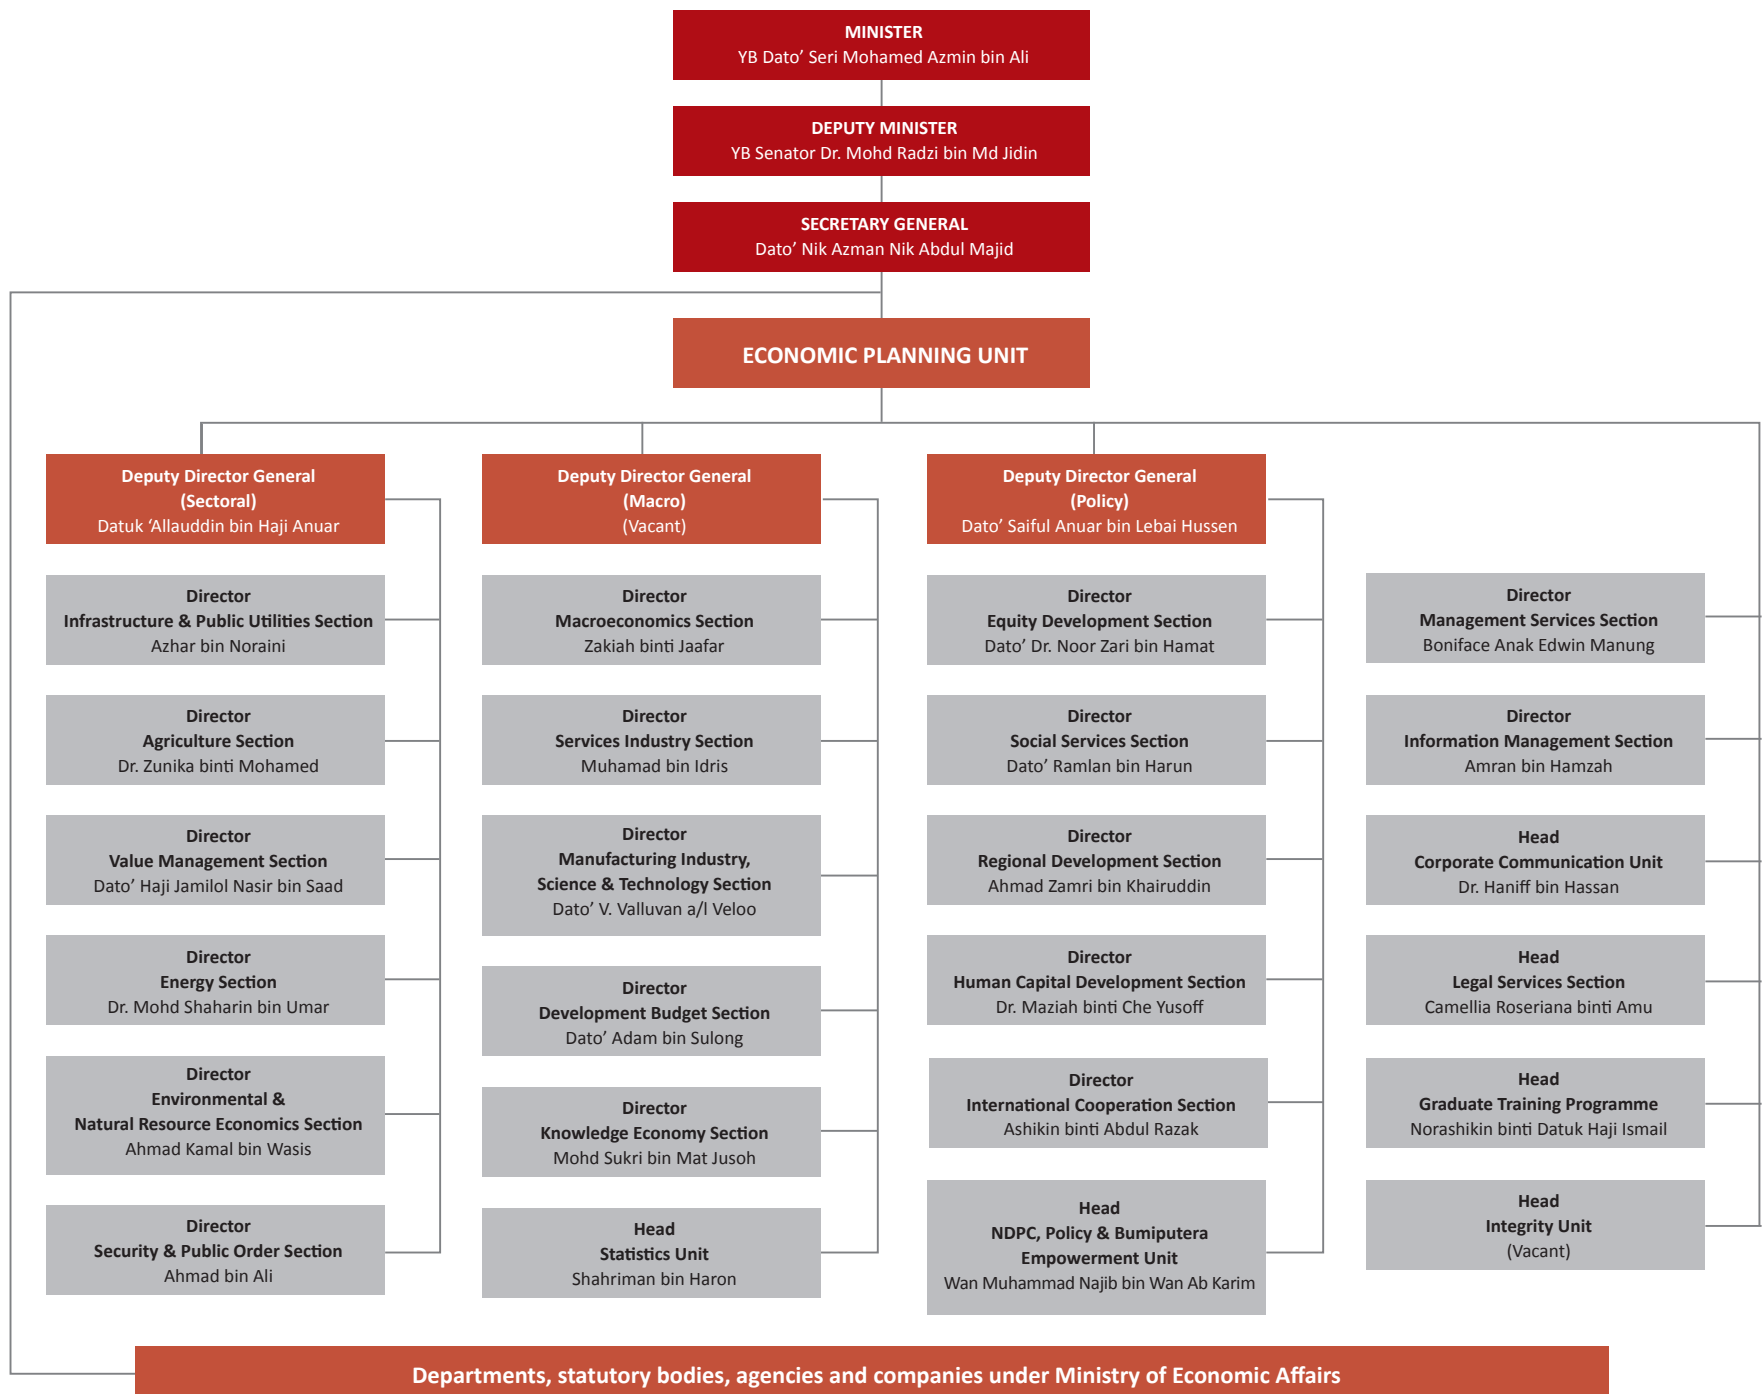 MINISTER
YB Dato’ Seri Mohamed Azmin bin Ali
DEPUTY MINISTER
YB Senator Dr. Mohd Radzi bin Md Jidin
SECRETARY GENERAL
Dato’ Nik Azman Nik Abdul Majid
ECONOMIC PLANNING UNIT
Deputy Director General
(Sectoral)
Datuk ‘Allauddin bin Haji Anuar
Director
Infrastructure & Public Utilities Section
Azhar bin Noraini
Director
Agriculture Section
Dr. Zunika binti Mohamed
Director
Value Management Section
Dato’ Haji Jamilol Nasir bin Saad
Director
Energy Section
Dr. Mohd Shaharin bin Umar
Director
Environmental &
Natural Resource Economics Section
Ahmad Kamal bin Wasis
Director
Security & Public Order Section
Ahmad bin Ali
Deputy Director General
(Macro)
(Vacant)
Director
Macroeconomics Section
Zakiah binti Jaafar
Director
Services Industry Section
Muhamad bin Idris
Director
Manufacturing Industry,
Science & Technology Section
Dato’ V. Valluvan a/l Veloo
Director
Development Budget Section
Dato’ Adam bin Sulong
Director
Knowledge Economy Section
Mohd Sukri bin Mat Jusoh
Head
Statistics Unit
Shahriman bin Haron
Deputy Director General
(Policy)
Dato’ Saiful Anuar bin Lebai Hussen
Director
Equity Development Section
Dato’ Dr. Noor Zari bin Hamat
Director
Social Services Section
Dato’ Ramlan bin Harun
Director
Regional Development Section
Ahmad Zamri bin Khairuddin
Director
Human Capital Development Section
Dr. Maziah binti Che Yusoff
Director
International Cooperation Section
Ashikin binti Abdul Razak
Head
NDPC, Policy & Bumiputera
Empowerment Unit
Wan Muhammad Najib bin Wan Ab Karim
Director
Management Services Section
Boniface Anak Edwin Manung
Director
Information Management Section
Amran bin Hamzah
Head
Corporate Communication Unit
Dr. Haniff bin Hassan
Head
Legal Services Section
Camellia Roseriana binti Amu
Head
Graduate Training Programme
Norashikin binti Datuk Haji Ismail
Head
Integrity Unit
(Vacant)
Departments, statutory bodies, agencies and companies under Ministry of Economic Affairs